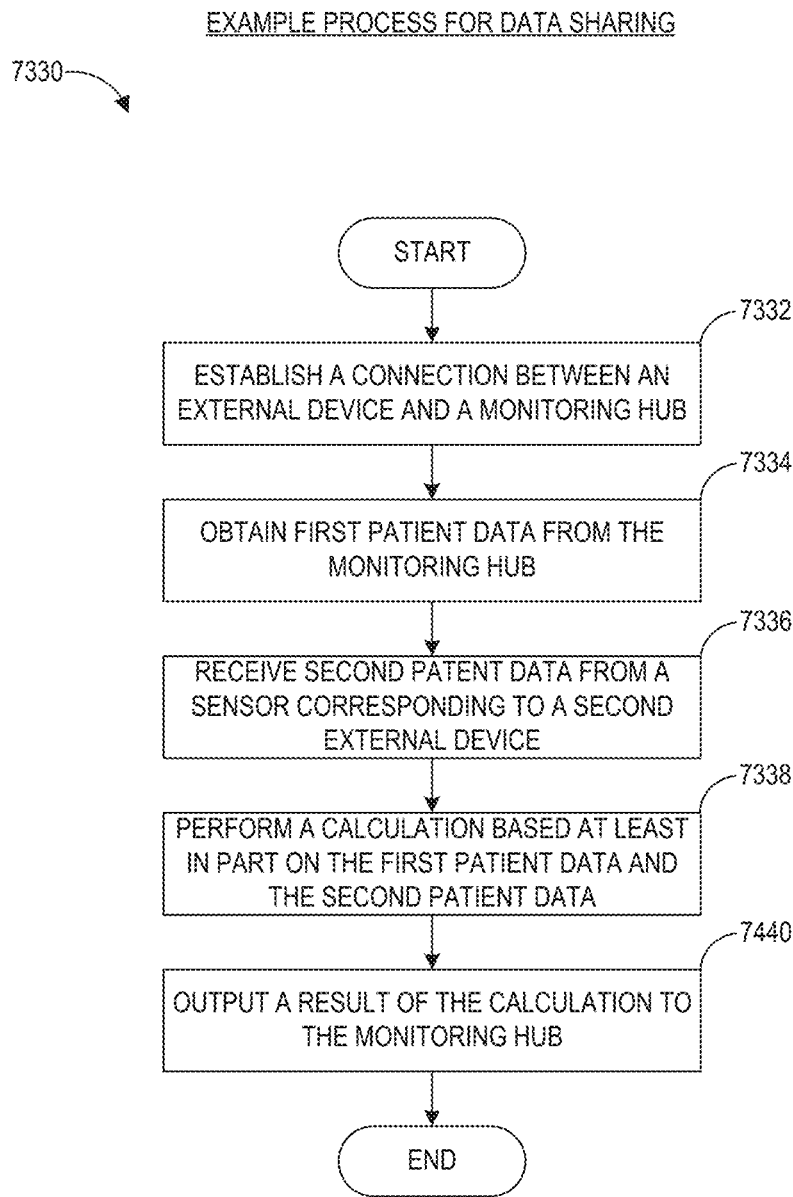 EXAMPLE PROCESS FOR DATA SHARING
7330
START
7332
ESTABLISH A CONNECTION BETWEEN AN
EXTERNAL DEVICE AND A MONITORING HUB
7334
OBTAIN FIRST PATIENT DATA FROM THE
MONITORING HUB
7336
RECEIVE SECOND PATENT DATA FROM A
SENSOR CORRESPONDING TO A SECOND
EXTERNAL DEVICE
7338
PERFORM A CALCULATION BASED AT LEAST
IN PART ON THE FIRST PATIENT DATA AND
THE SECOND PATIENT DATA
7440
OUTPUT A RESULT OF THE CALCULATION TO
THE MONITORING HUB
END